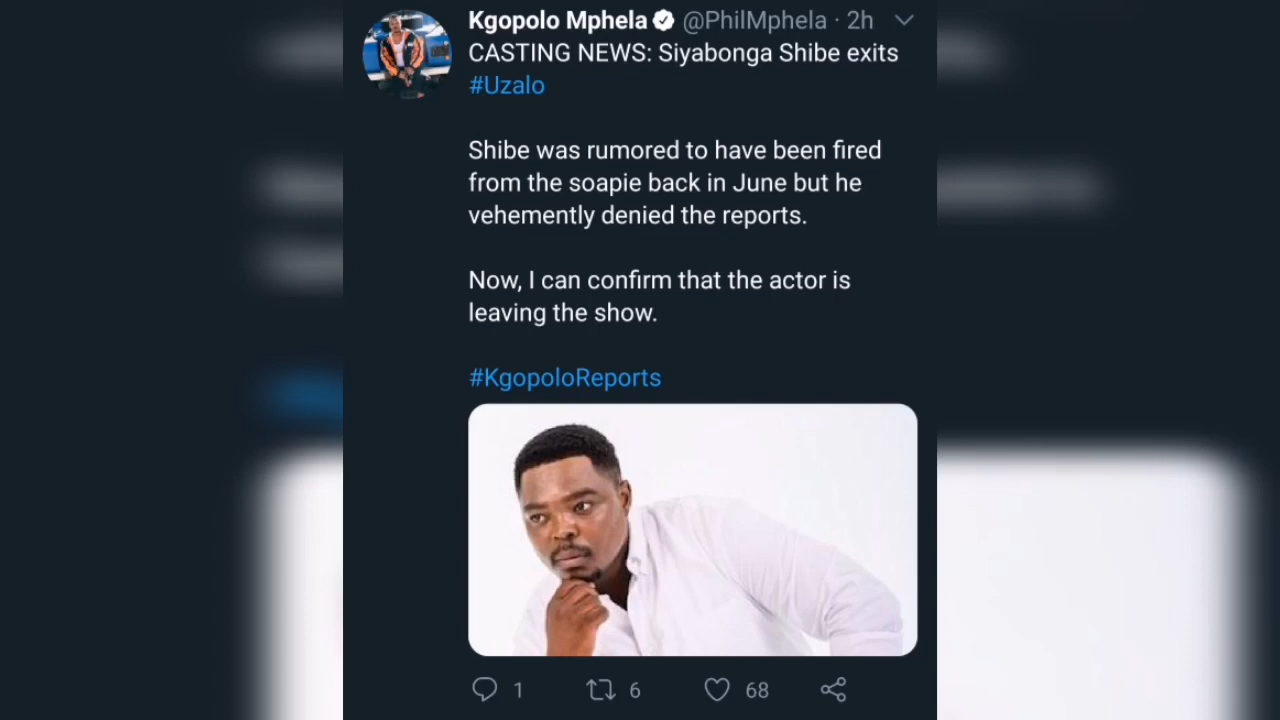 Kgopolo Mphela @PhilMphela · 2h
CASTING NEWS: Siyabonga Shibe exits
#Uzalo
Shibe was rumored to have been fired
from the soapie back in June but he
vehemently denied the reports.
Now, I can confirm that the actor is
leaving the show.
#KgopoloReports
1 6 68